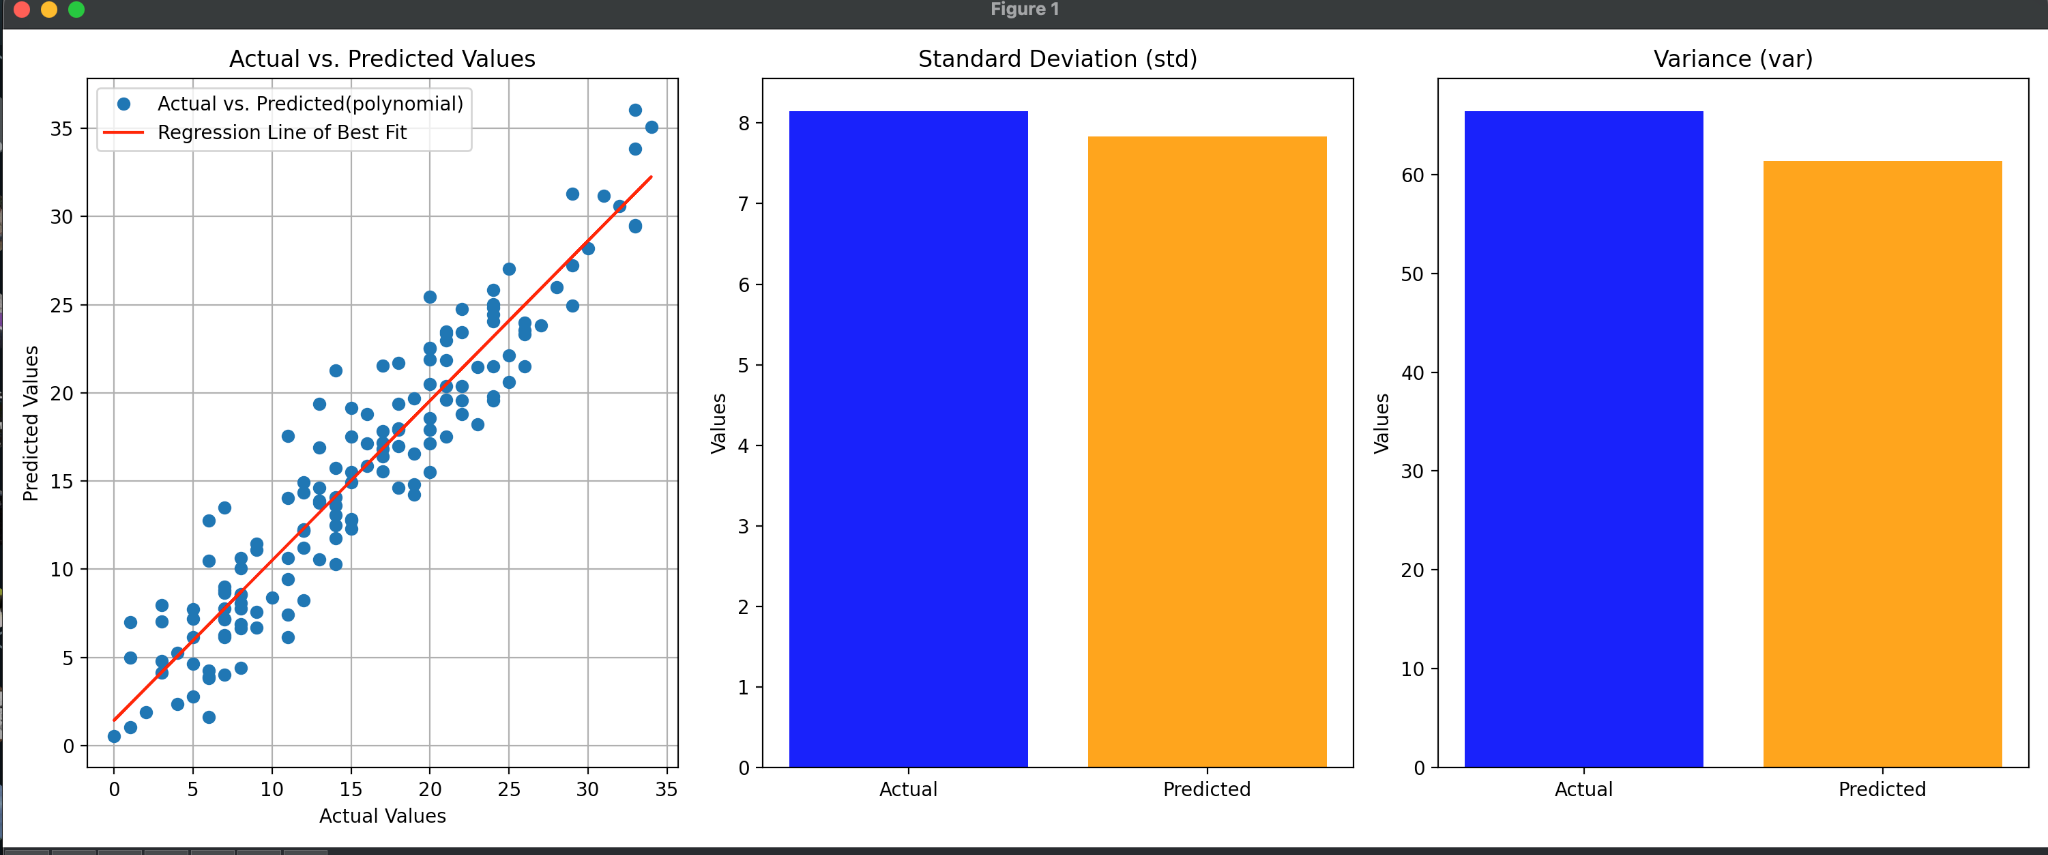 Figure 1
Actual vs. Predicted Values
Actual vs. Predicted(polynomial)
Regression Line of Best Fit
Predicted Values
35
30
25
20
15
10
5
0
0 5 10 15 20 25 30 35
Actual Values
Standard Deviation (std)
Values
8
7
6
5
4
3
2
1
0
Actual Predicted
Variance (var)
Values
60
50
40
30
20
10
0
Actual Predicted